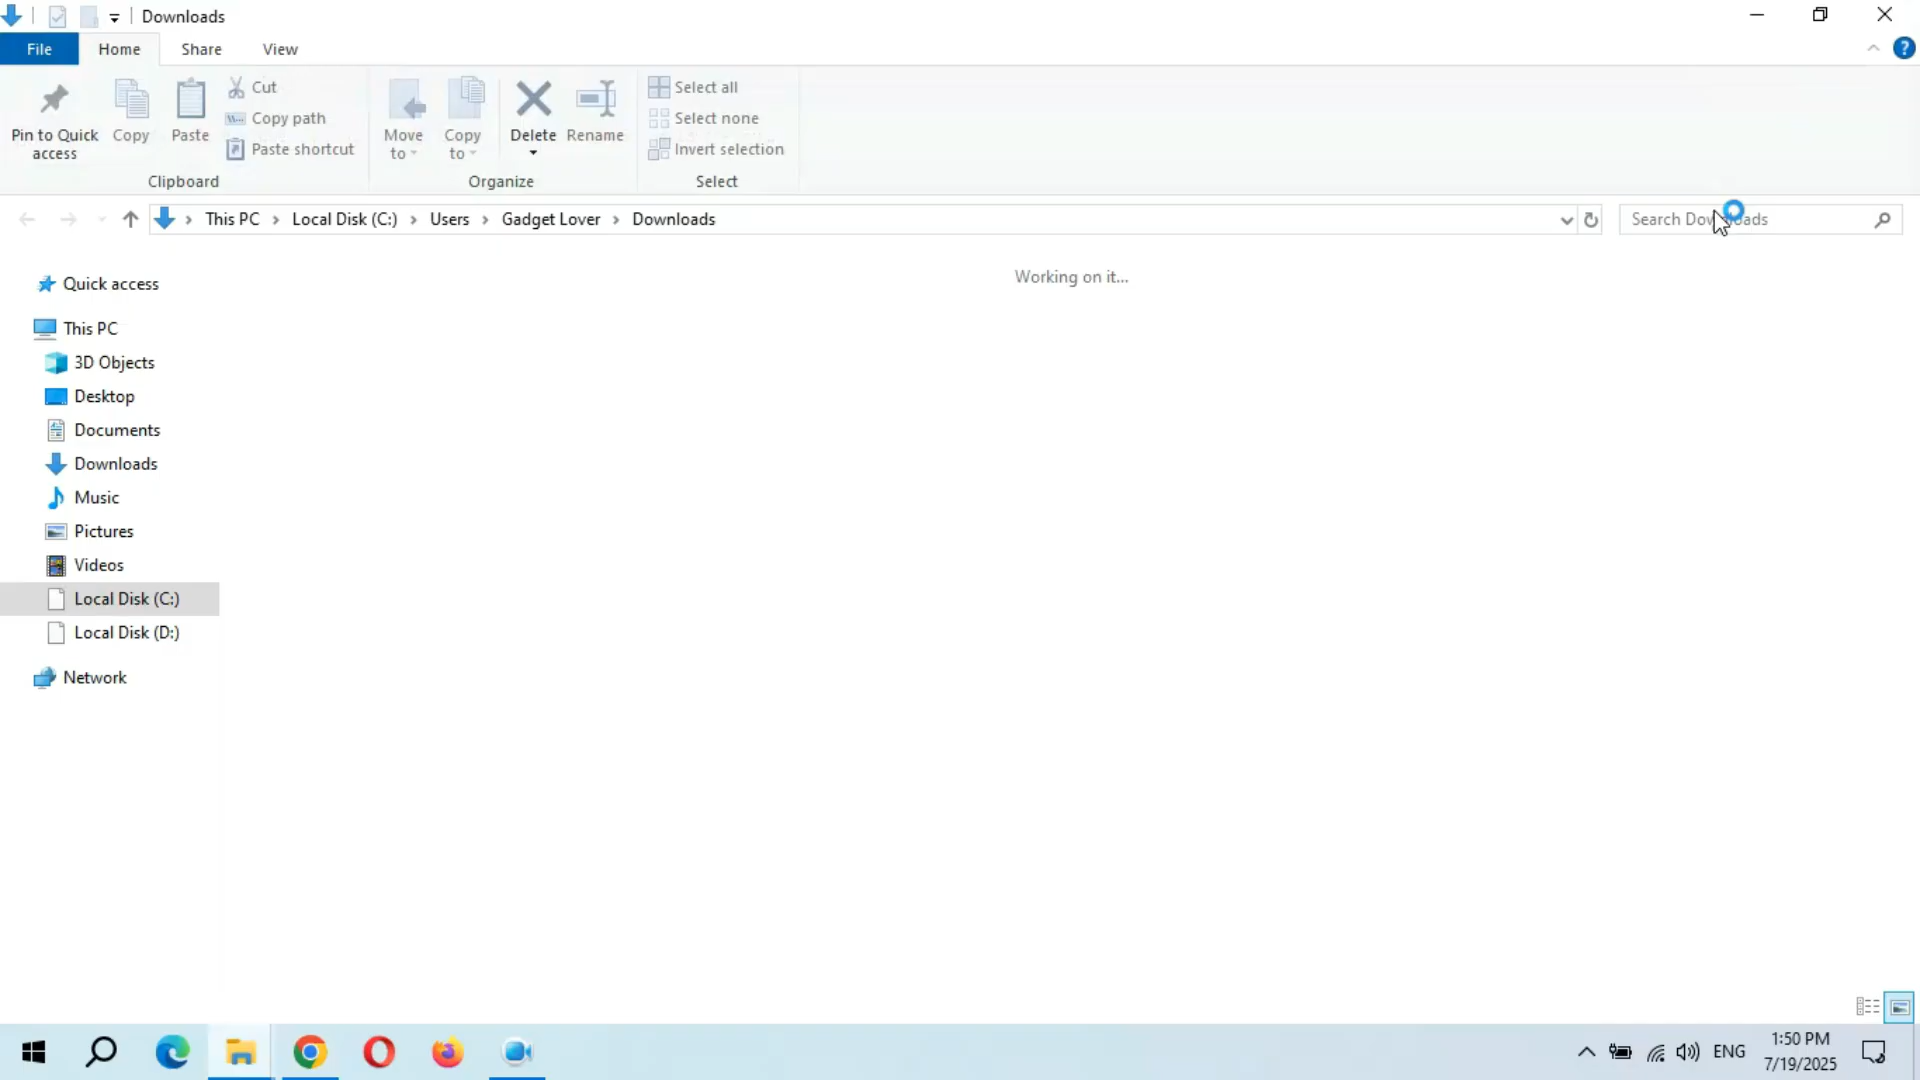 Downloads
File Home Share View
Pin to Quick access
Copy
Paste
Cut
Copy path
Paste shortcut
Clipboard
Move to
Copy to
Delete
Rename
Organize
Select all
Select none
Invert selection
Select
This PC > Local Disk (C:) > Users > Gadget Lover > Downloads
Search Downloads
Working on it...
Quick access
This PC
3D Objects
Desktop
Documents
Downloads
Music
Pictures
Videos
Local Disk (C:)
Local Disk (D:)
Network
ENG
1:50 PM
7/19/2025